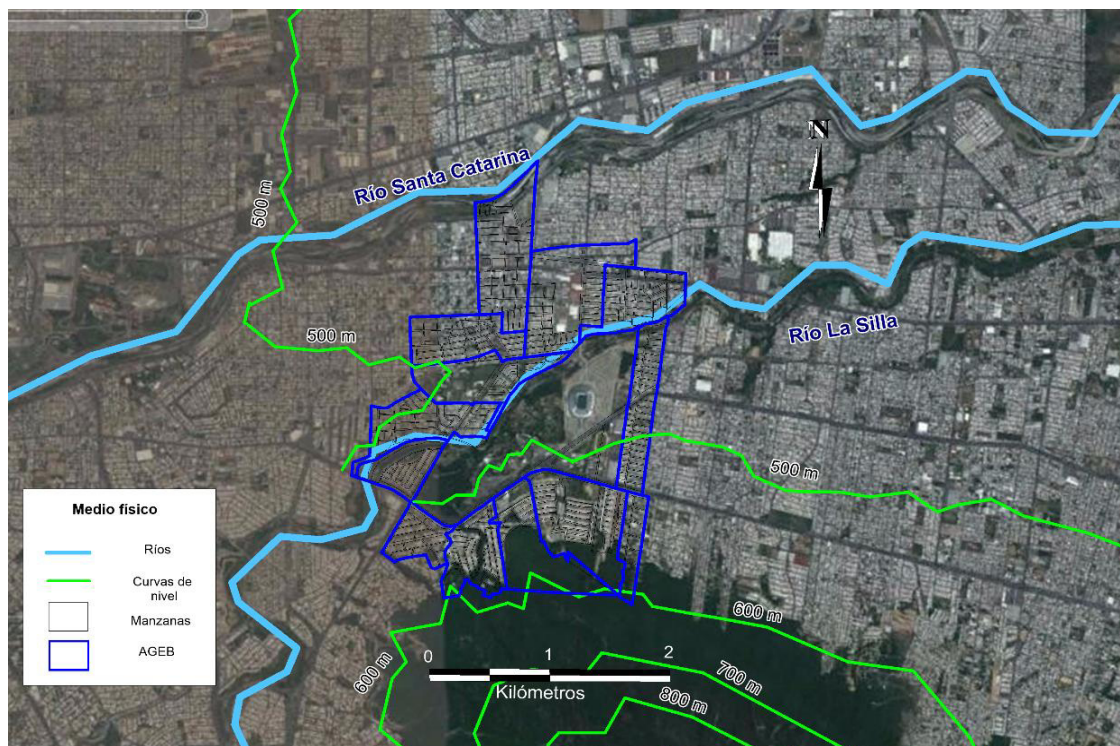 N
Río Santa Catarina
500 m
500 m
Río La Silla
500 m
Medio físico
Ríos
Curvas de
nivel
Manzanas
AGEB
600 m
600 m
700 m
800 m
0 1 2
Kilómetros